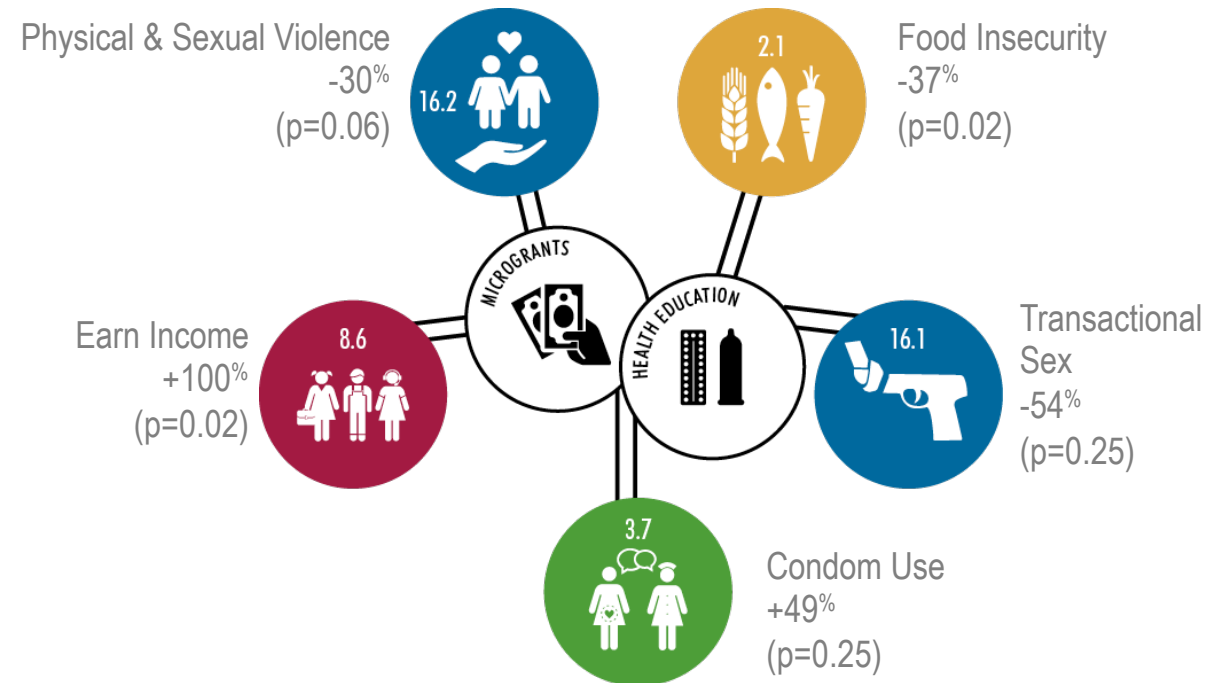 Physical & Sexual Violence
-30%
(p=0.06)
16.2
2.1
Food Insecurity
-37%
(p=0.02)
MICROGRANTS
HEALTH EDUCATION
Earn Income
+100%
(p=0.02)
8.6
16.1
Transactional
Sex
-54%
(p=0.25)
3.7
Condom Use
+49%
(p=0.25)